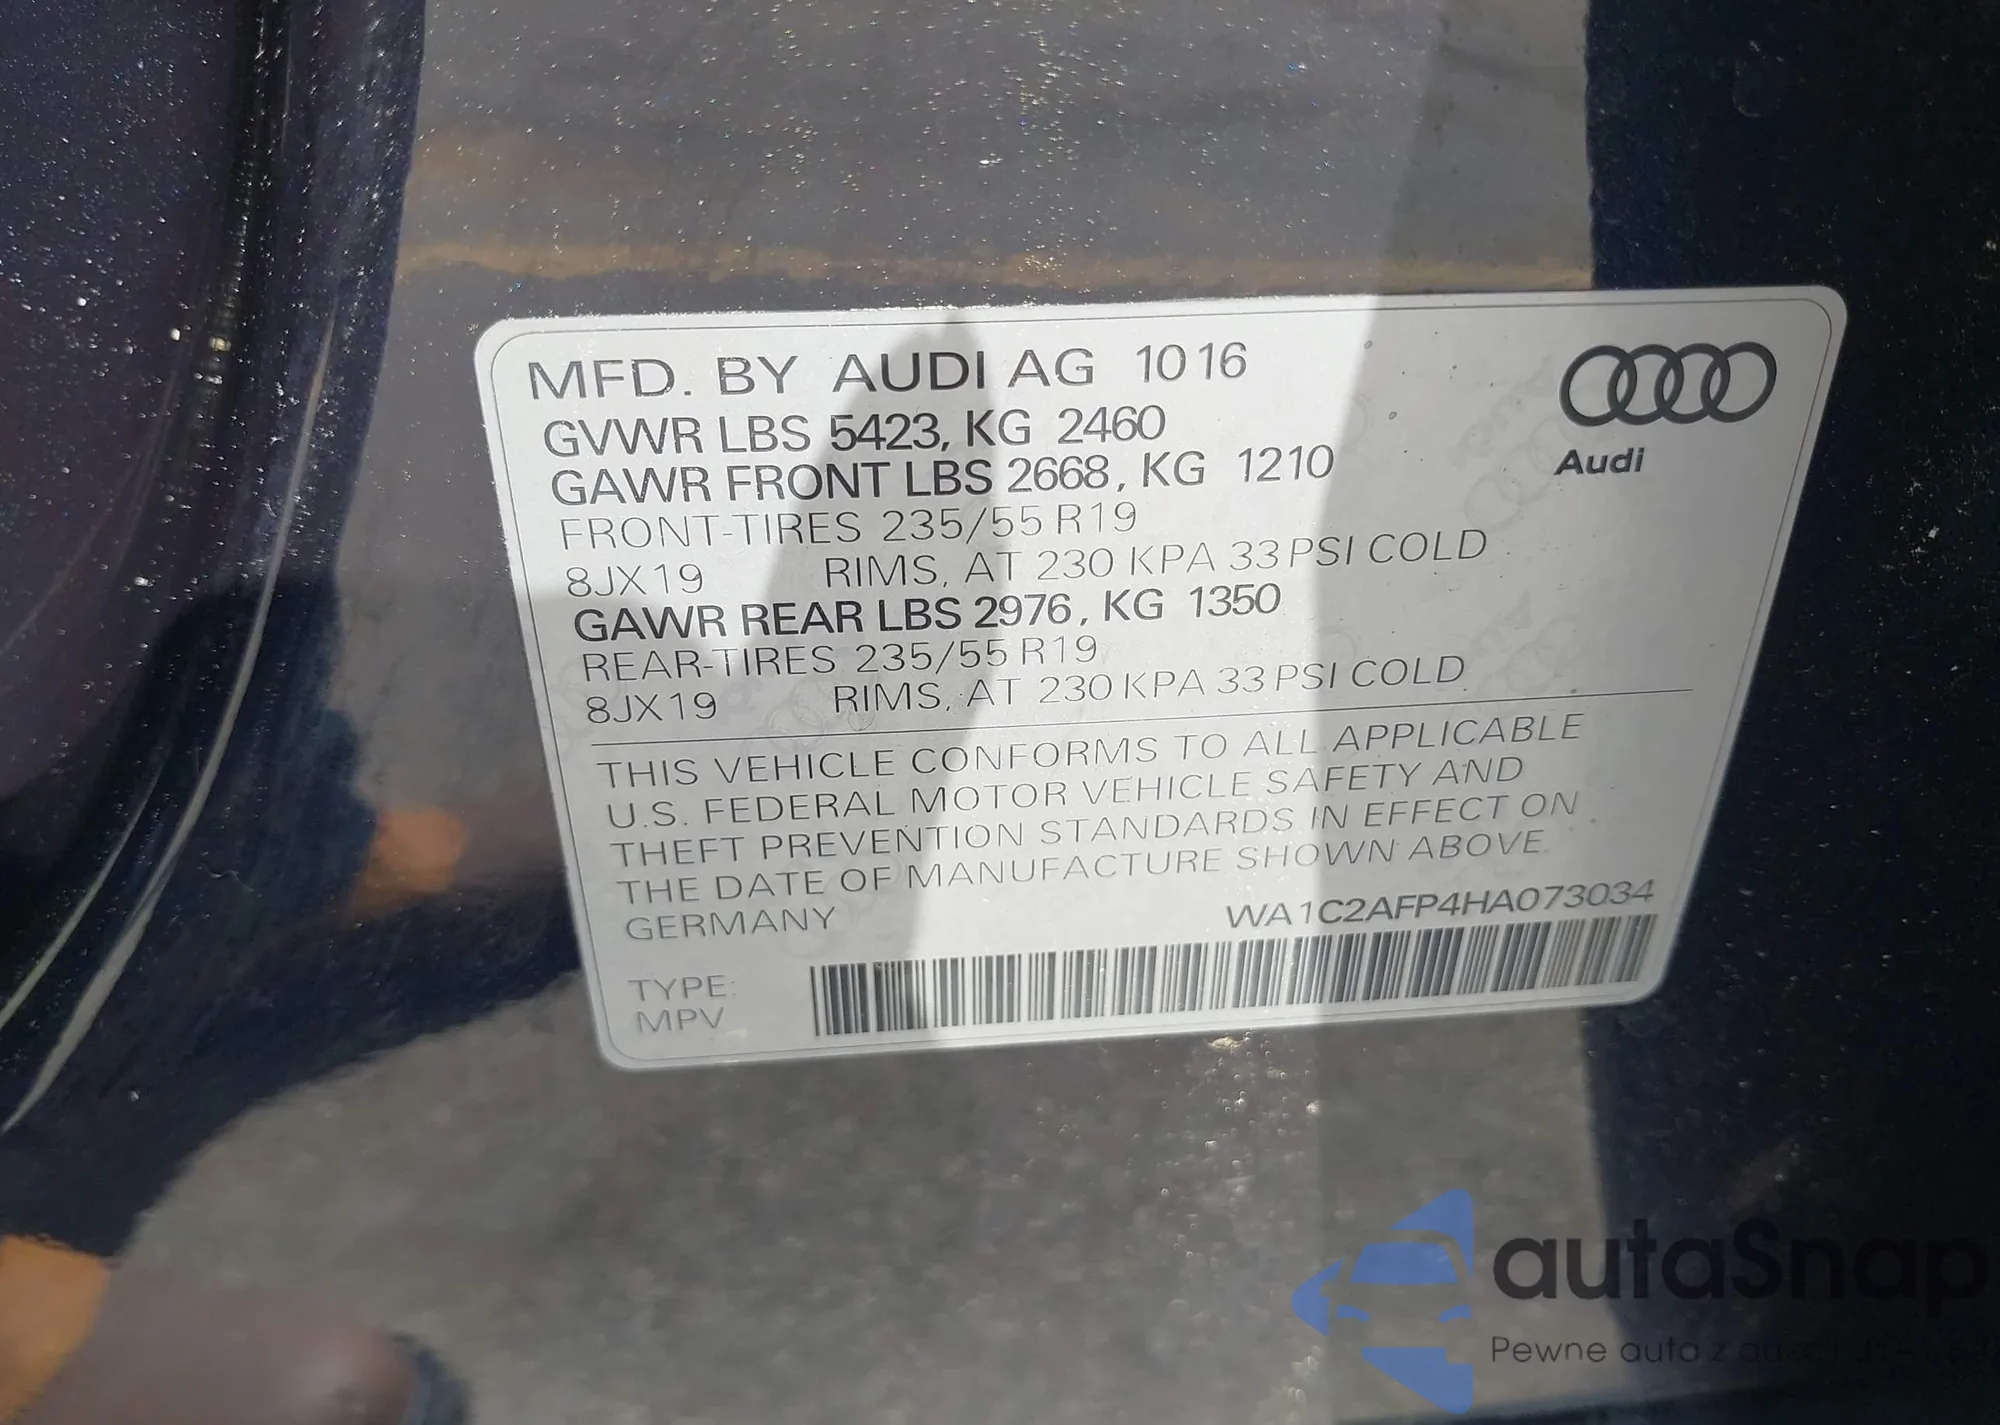 MFD. BY AUDI AG 10 16
GVWR LBS 5423, KG 2460
GAWR FRONT LBS 2668, KG 1210
FRONT-TIRES 235/55 R19
8JX19 RIMS, AT 230 KPA 33 PSI COLD
GAWR REAR LBS 2976, KG 1350
REAR-TIRES 235/55 R19
8JX19 RIMS, AT 230 KPA 33 PSI COLD
Audi
THIS VEHICLE CONFORMS TO ALL APPLICABLE
U.S. FEDERAL MOTOR VEHICLE SAFETY AND
THEFT PREVENTION STANDARDS IN EFFECT ON
THE DATE OF MANUFACTURE SHOWN ABOVE.
GERMANY WA1C2AFP4HA073034
TYPE:
MPV
autaSnap
Pewne auta z